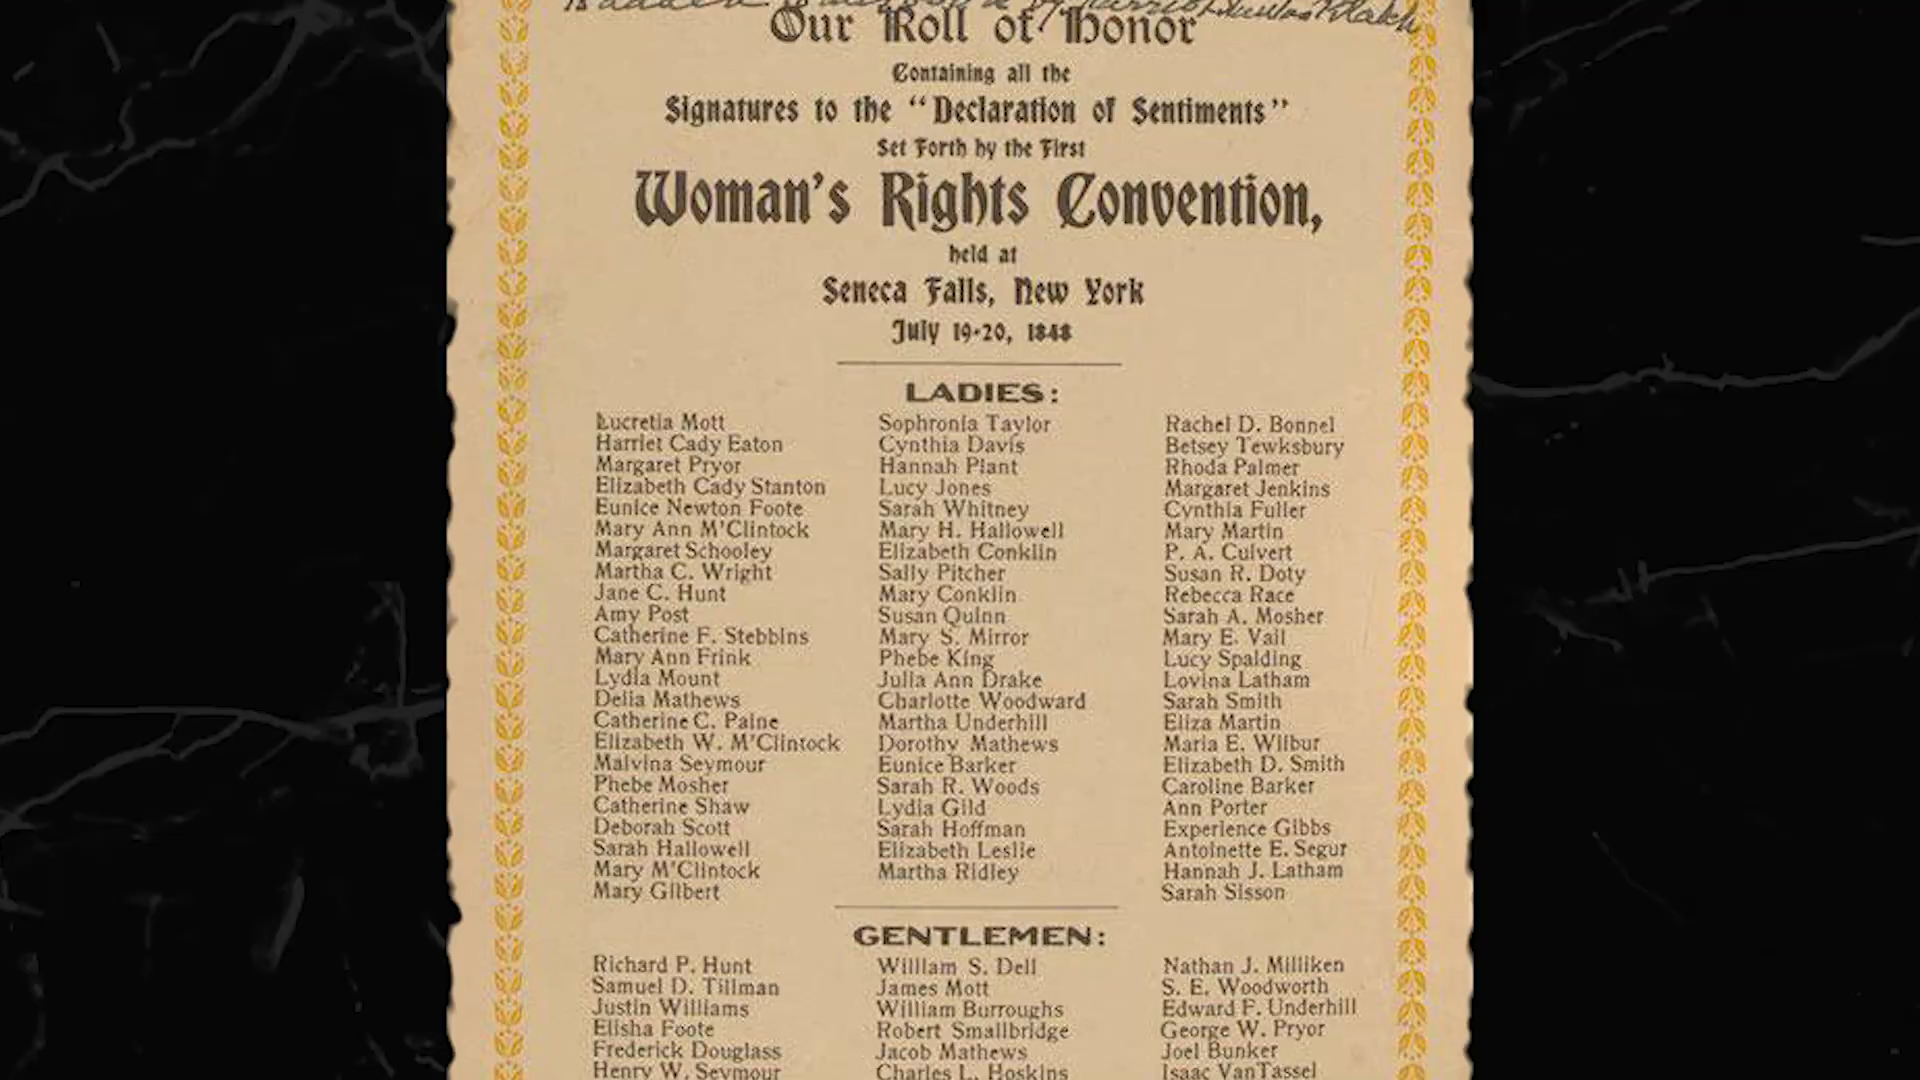 Our Roll of Honor
Containing all the
Signatures to the "Declaration of Sentiments"
Set Forth by the First
Woman's Rights Convention,
held at
Seneca Falls, New York
July 19-20, 1848
LADIES:
Lucretia Mott
Harriet Cady Eaton
Margaret Pryor
Elizabeth Cady Stanton
Eunice Newton Foote
Mary Ann M'Clintock
Margaret Schooley
Martha C. Wright
Jane C. Hunt
Amy Post
Catherine F. Stebbins
Mary Ann Frink
Lydia Mount
Delia Mathews
Catherine C. Paine
Elizabeth W. M'Clintock
Malvina Seymour
Phebe Mosher
Catherine Shaw
Deborah Scott
Sarah Hallowell
Mary M'Clintock
Mary Gilbert
Sophronia Taylor
Cynthia Davis
Hannah Plant
Lucy Jones
Sarah Whitney
Mary H. Hallowell
Elizabeth Conklin
Sally Pitcher
Mary Conklin
Susan Quinn
Mary S. Mirror
Phebe King
Julia Ann Drake
Charlotte Woodward
Martha Underhill
Dorothy Mathews
Eunice Barker
Sarah R. Woods
Lydia Gild
Sarah Hoffman
Elizabeth Leslie
Martha Ridley
Rachel D. Bonnel
Betsey Tewksbury
Rhoda Palmer
Margaret Jenkins
Cynthia Fuller
Mary Martin
P. A. Culvert
Susan R. Doty
Rebecca Race
Sarah A. Mosher
Mary E. Vail
Lucy Spalding
Lovina Latham
Sarah Smith
Eliza Martin
Maria E. Wilbur
Elizabeth D. Smith
Caroline Barker
Ann Porter
Experience Gibbs
Antoinette E. Segur
Hannah J. Latham
Sarah Sisson
GENTLEMEN:
Richard P. Hunt
Samuel D. Tillman
Justin Williams
Elisha Foote
Frederick Douglass
Henry W. Seymour
William S. Dell
James Mott
William Burroughs
Robert Smallbridge
Jacob Mathews
Charles L. Hoskins
Nathan J. Milliken
S. E. Woodworth
Edward F. Underhill
George W. Pryor
Joel Bunker
Isaac VanTassel